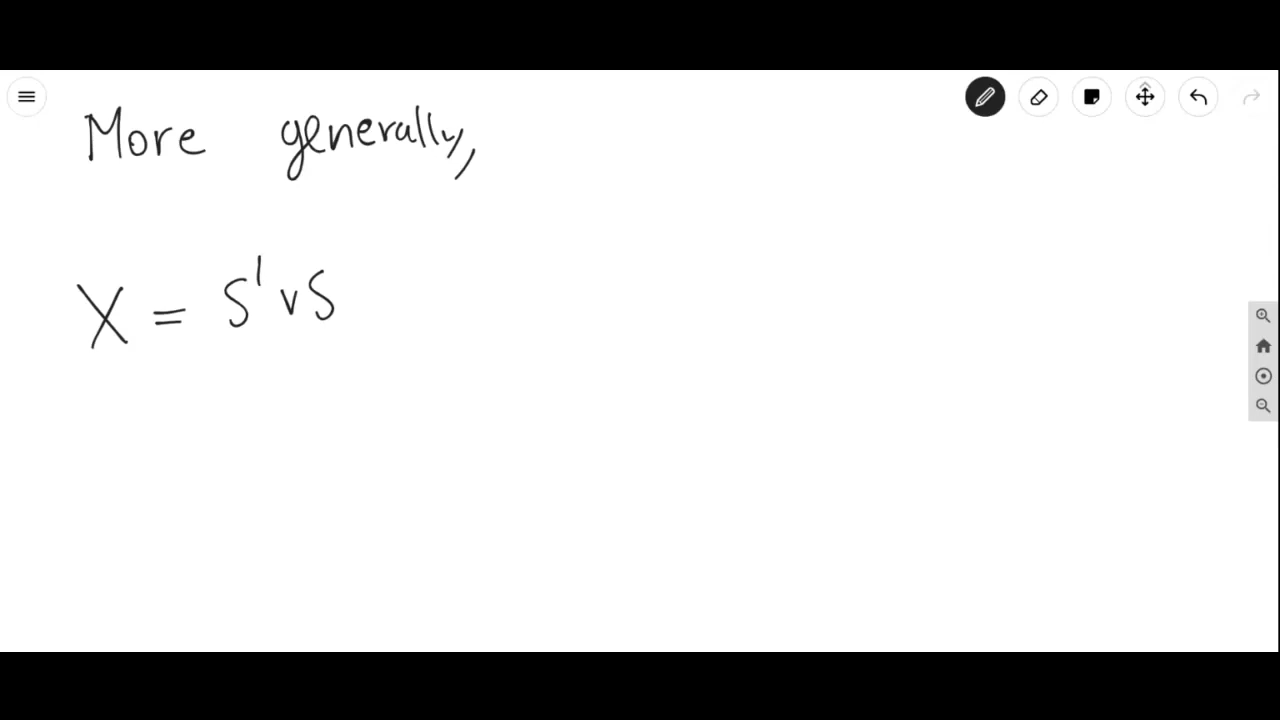 More generally,
X = S¹ ∨ S